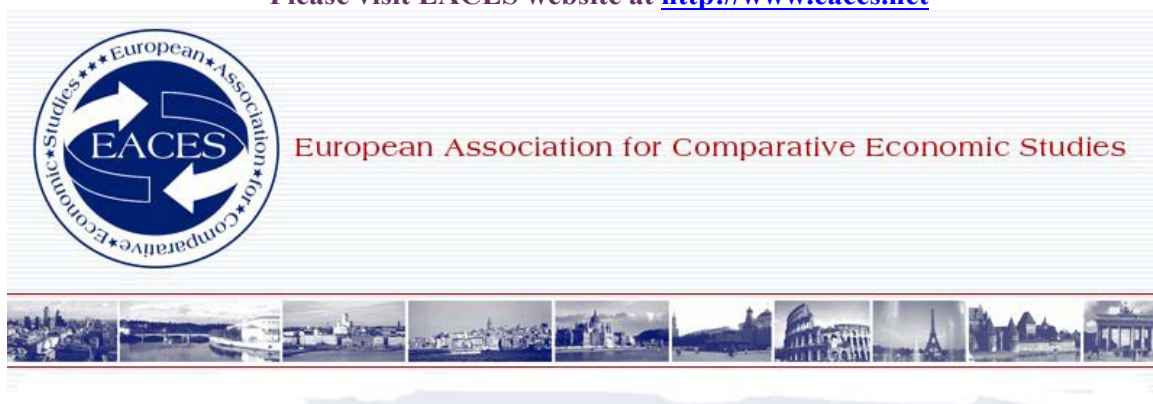 Please visit EACES website at http://www.eaces.net
European★Association★for★Comparative★Economic★Studies★★★
EACES
European Association for Comparative Economic Studies